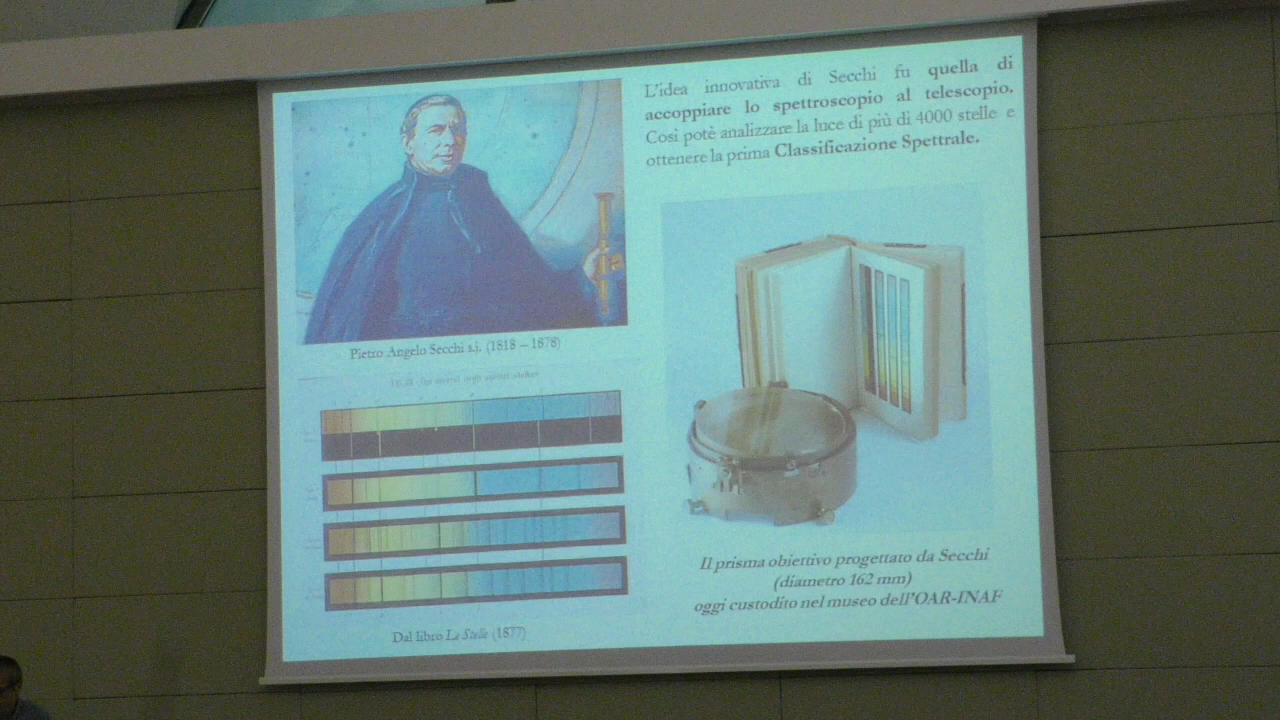 L'idea innovativa di Secchi fu quella di
accoppiare lo spettroscopio al telescopio.
Così potè analizzare la luce di più di 4000 stelle e
ottenere la prima Classificazione Spettrale.
Pietro Angelo Secchi s.j. (1818 – 1878)
Dal libro Le Stelle (1877)
Il prisma obiettivo progettato da Secchi
(diametro 162 mm)
oggi custodito nel museo dell'OAR-INAF